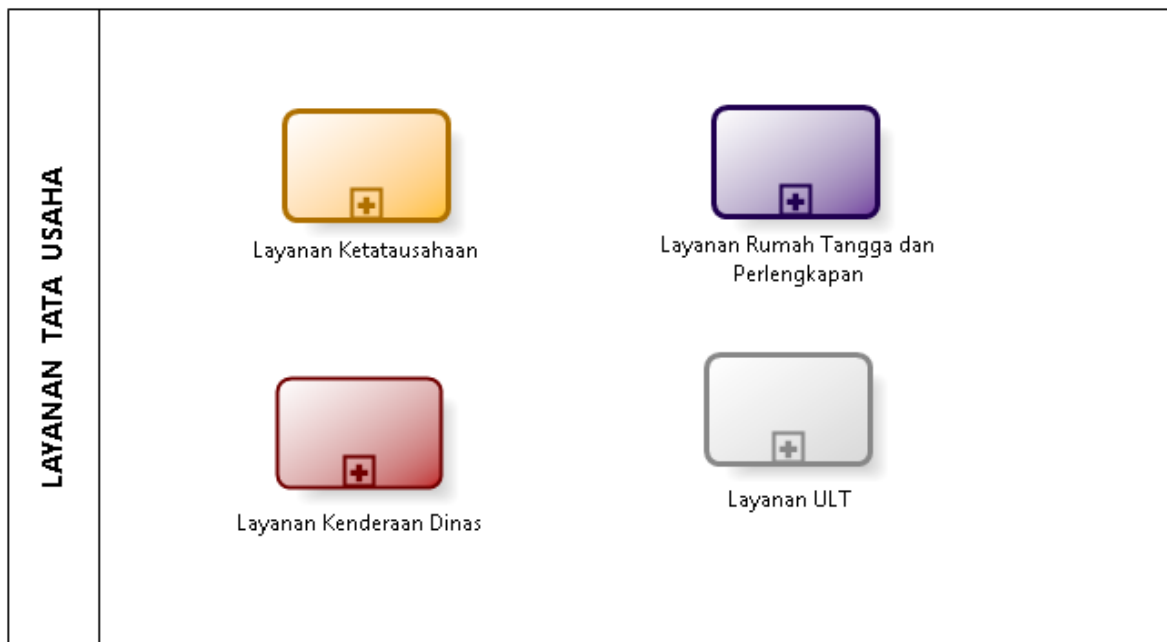 LAYANAN TATA USAHA
Layanan Ketatausahaan
Layanan Rumah Tangga dan
Perlengkapan
Layanan Kenderaan Dinas
Layanan ULT